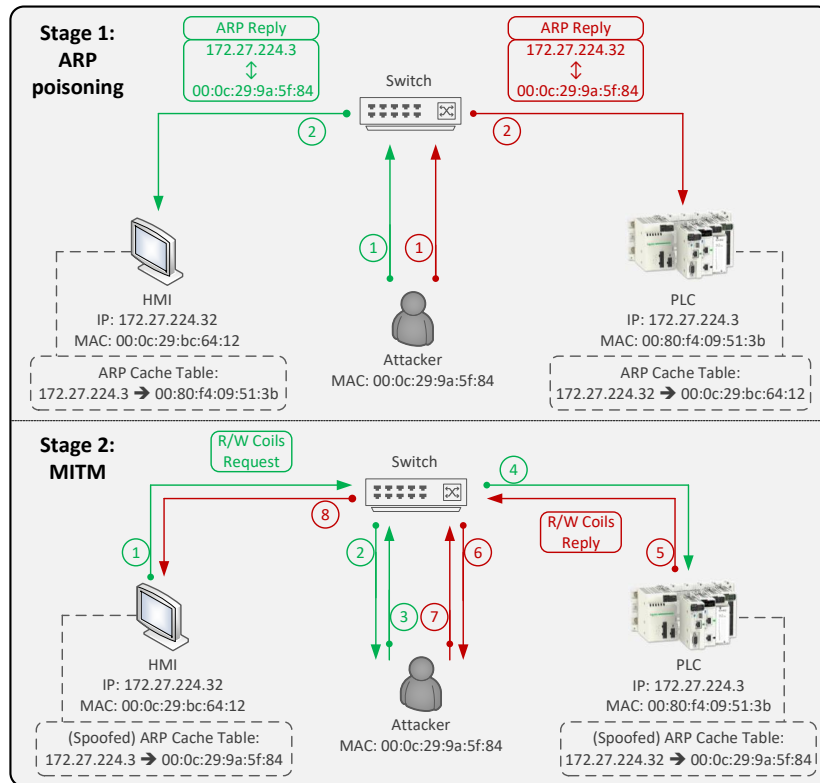 Stage 1:
ARP
poisoning
ARP Reply
172.27.224.3
↕
00:0c:29:9a:5f:84
ARP Reply
172.27.224.32
↕
00:0c:29:9a:5f:84
Switch
2
2
1
1
HMI
IP: 172.27.224.32
MAC: 00:0c:29:bc:64:12
ARP Cache Table:
172.27.224.3 ➔ 00:80:f4:09:51:3b
Attacker
MAC: 00:0c:29:9a:5f:84
PLC
IP: 172.27.224.3
MAC: 00:80:f4:09:51:3b
ARP Cache Table:
172.27.224.32 ➔ 00:0c:29:bc:64:12
Stage 2:
MITM
R/W Coils
Request
Switch
4
8
R/W Coils
Reply
1
2
6
5
3
7
HMI
IP: 172.27.224.32
MAC: 00:0c:29:bc:64:12
(Spoofed) ARP Cache Table:
172.27.224.3 ➔ 00:0c:29:9a:5f:84
Attacker
MAC: 00:0c:29:9a:5f:84
PLC
IP: 172.27.224.3
MAC: 00:80:f4:09:51:3b
(Spoofed) ARP Cache Table:
172.27.224.32 ➔ 00:0c:29:9a:5f:84